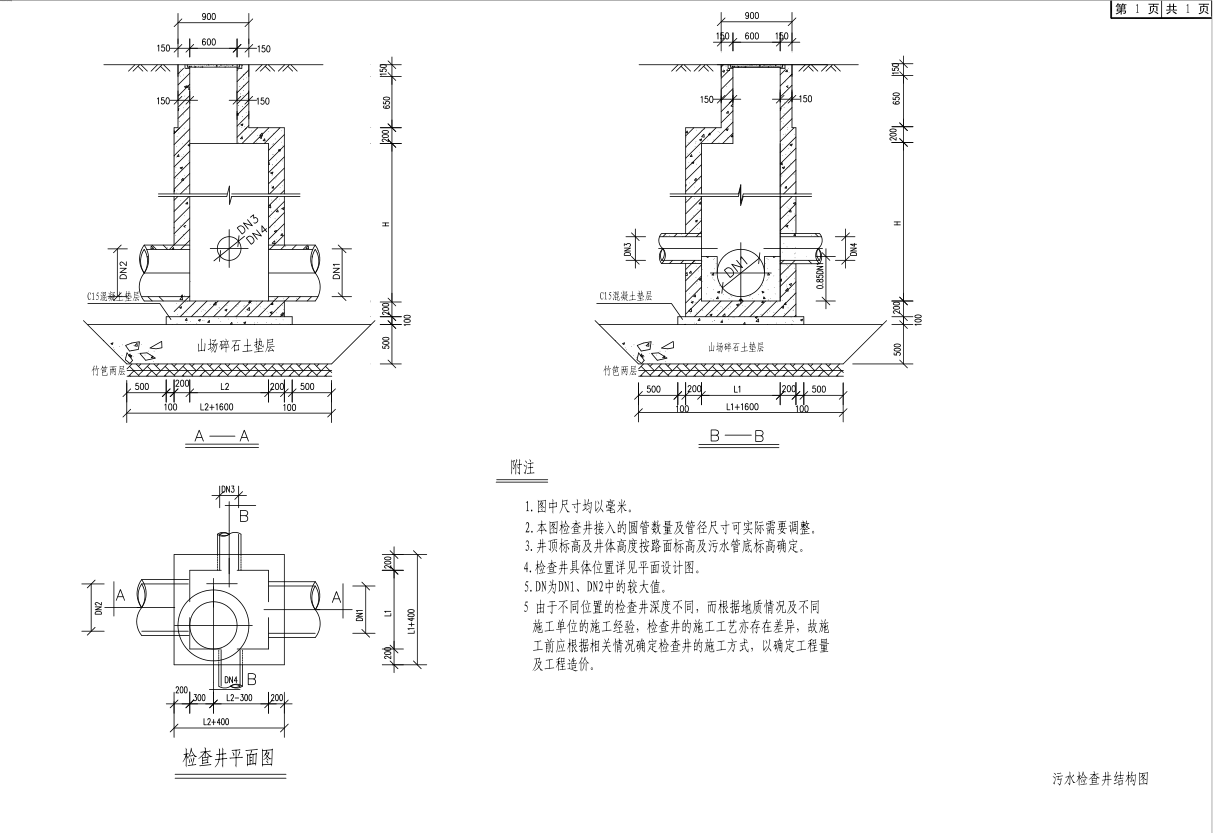 第 1 页 共 1 页
900
150 600 150
150 150
150
650
200
H
200
100
500
DN3
DN4
DN2
DN1
C15混凝土垫层
山场碎石土垫层
竹笆两层
500 200 L2 200 500
100 L2+1600 100
A — A
900
150 600 150
150 150
150
650
200
H
200
100
500
DN3
DN1
DN4
0.85DN1
C15混凝土垫层
山场碎石土垫层
竹笆两层
500 200 L1 200 500
100 L1+1600 100
B — B
DN3
B
A A
DN2
DN1
200
L1
200
L1+400
DN4 B
200 300 L2-300 200
L2+400
检查井平面图
附注
1.图中尺寸均以毫米。
2.本图检查井接入的圆管数量及管径尺寸可实际需要调整。
3.井顶标高及井体高度按路面标高及污水管底标高确定。
4.检查井具体位置详见平面设计图。
5.DN为DN1、DN2中的较大值。
5 由于不同位置的检查井深度不同，而根据地质情况及不同
施工单位的施工经验，检查井的施工工艺亦存在差异，故施
工前应根据相关情况确定检查井的施工方式，以确定工程量
及工程造价。
污水检查井结构图